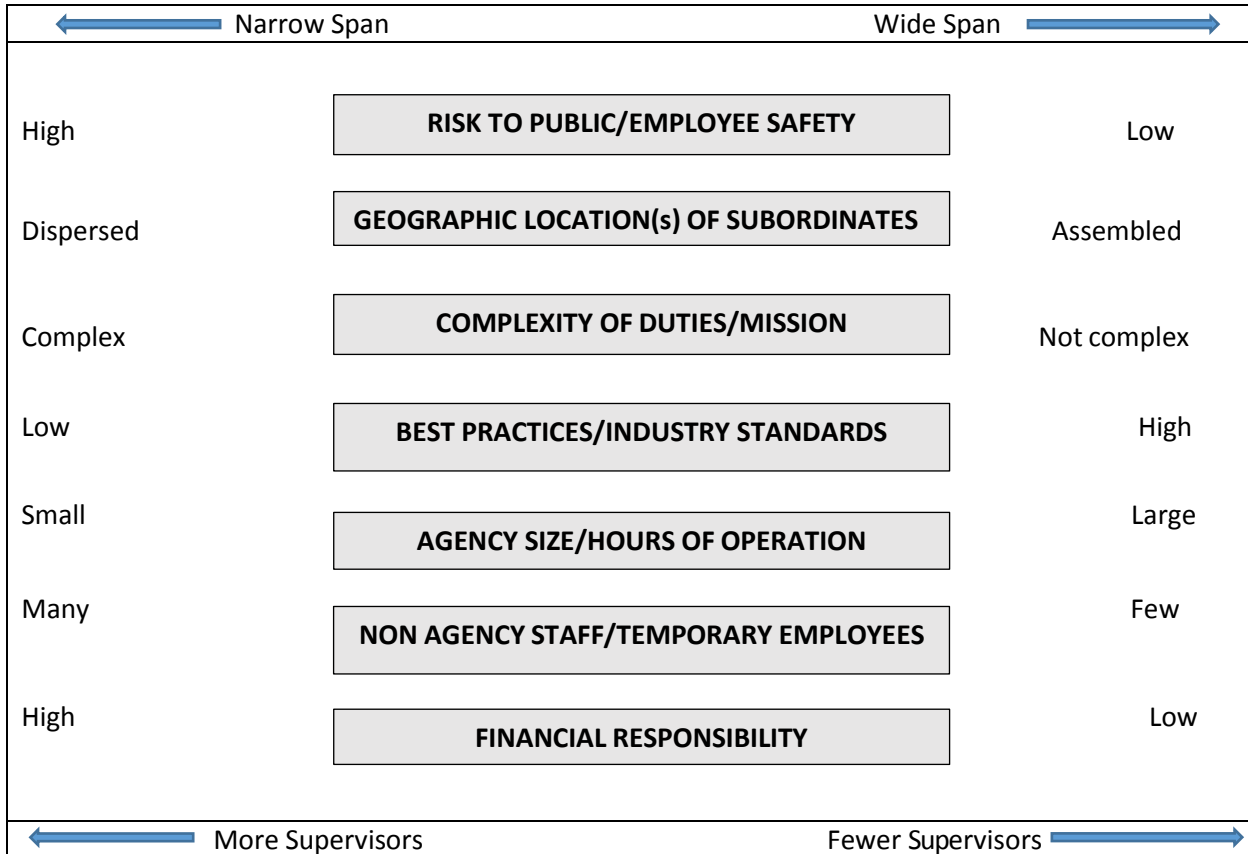 Narrow Span Wide Span
High RISK TO PUBLIC/EMPLOYEE SAFETY Low
Dispersed GEOGRAPHIC LOCATION(s) OF SUBORDINATES Assembled
Complex COMPLEXITY OF DUTIES/MISSION Not complex
Low BEST PRACTICES/INDUSTRY STANDARDS High
Small AGENCY SIZE/HOURS OF OPERATION Large
Many NON AGENCY STAFF/TEMPORARY EMPLOYEES Few
High FINANCIAL RESPONSIBILITY Low
More Supervisors Fewer Supervisors